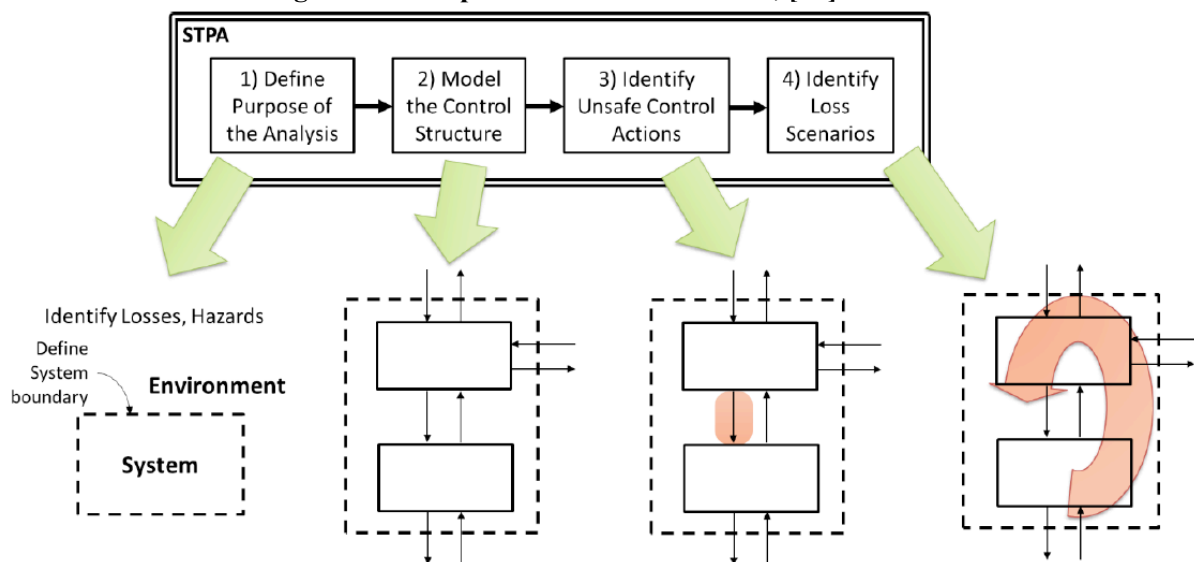 STPA
1) Define
Purpose of
the Analysis
2) Model
the Control
Structure
3) Identify
Unsafe Control
Actions
4) Identify
Loss
Scenarios
Identify Losses, Hazards
Define
System
boundary
Environment
System